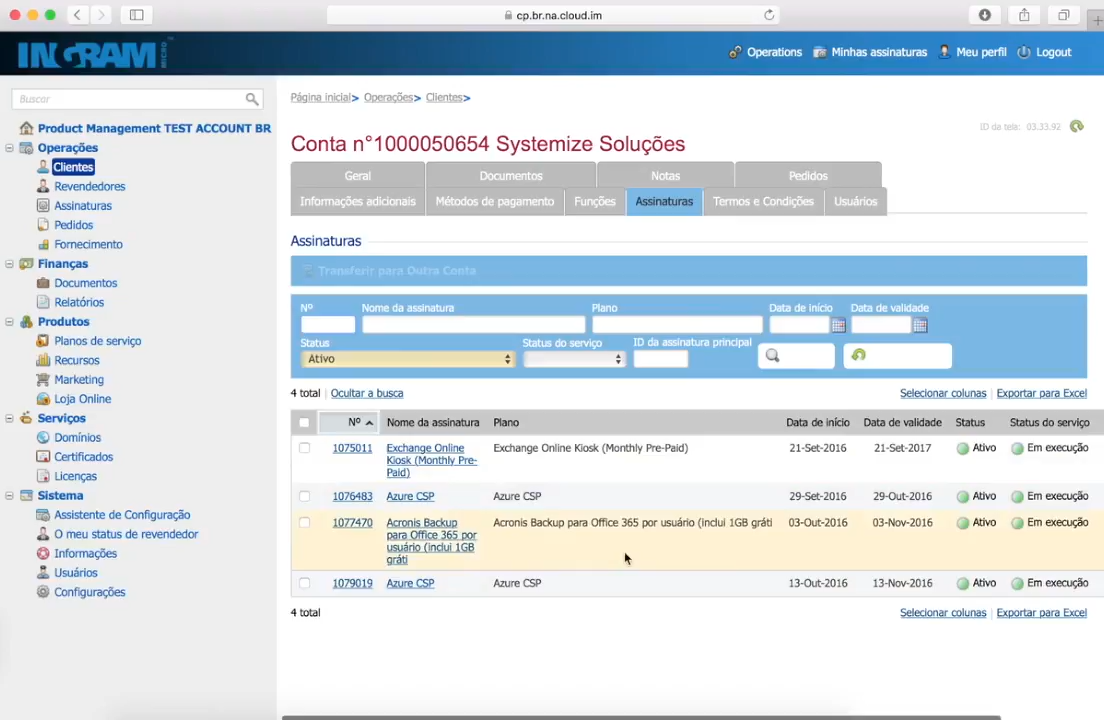 cp.br.na.cloud.im
INGRAM MICRO
Operations Minhas assinaturas Meu perfil Logout
Buscar
Product Management TEST ACCOUNT BR
Operações
Clientes
Revendedores
Assinaturas
Pedidos
Fornecimento
Finanças
Documentos
Relatórios
Produtos
Planos de serviço
Recursos
Marketing
Loja Online
Serviços
Domínios
Certificados
Licenças
Sistema
Assistente de Configuração
O meu status de revendedor
Informações
Usuários
Configurações
Página inicial> Operações> Clientes>
ID da tela: 03.33.92
Conta n°1000050654 Systemize Soluções
Geral Documentos Notas Pedidos
Informações adicionais Métodos de pagamento Funções Assinaturas Termos e Condições Usuários
Assinaturas
Transferir para Outra Conta
Nº Nome da assinatura Plano Data de início Data de validade
Status Status do serviço ID da assinatura principal
Ativo
4 total | Ocultar a busca Selecionar colunas | Exportar para Excel
Nº Nome da assinatura Plano Data de início Data de validade Status Status do serviço
1075011 Exchange Online Exchange Online Kiosk (Monthly Pre-Paid) 21-Set-2016 21-Set-2017 Ativo Em execução
Kiosk (Monthly Pre-
Paid)
1076483 Azure CSP Azure CSP 29-Set-2016 29-Out-2016 Ativo Em execução
1077470 Acronis Backup Acronis Backup para Office 365 por usuário (inclui 1GB gráti 03-Out-2016 03-Nov-2016 Ativo Em execução
para Office 365 por
usuário (inclui 1GB
gráti
1079019 Azure CSP Azure CSP 13-Out-2016 13-Nov-2016 Ativo Em execução
4 total Selecionar colunas | Exportar para Excel